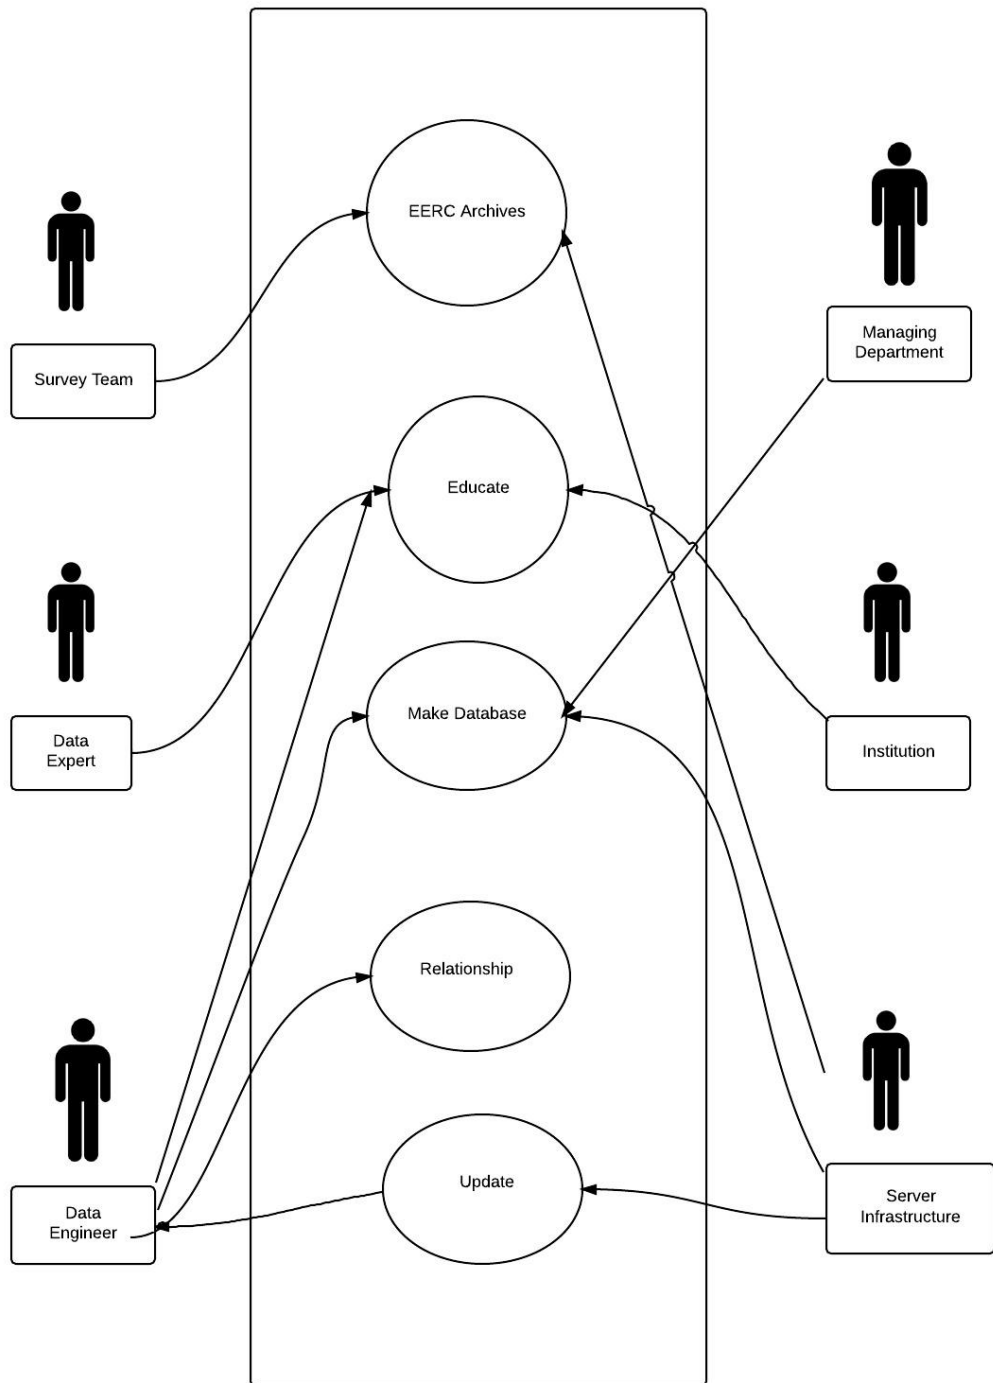 EERC Archives
Survey Team
Managing
Department
Educate
Data
Expert
Make Database
Institution
Relationship
Data
Engineer
Update
Server
Infrastructure